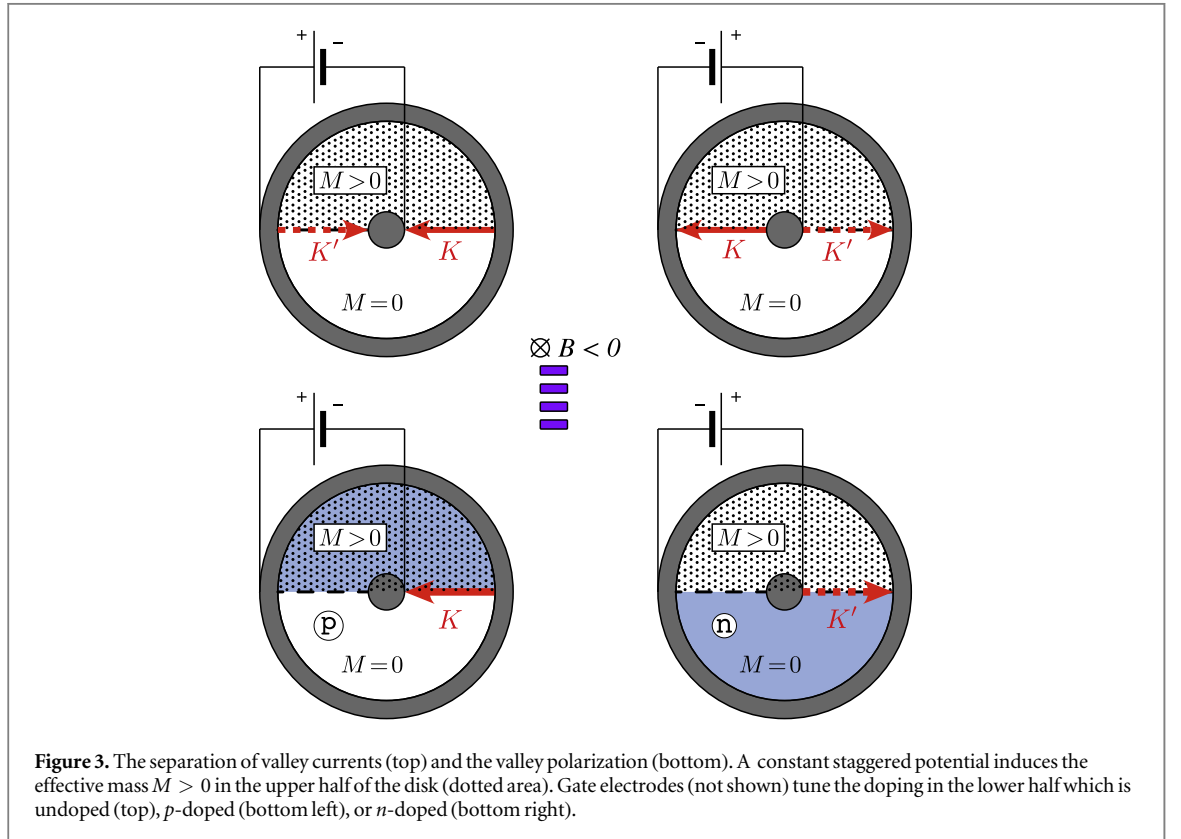 + − − +
M > 0 M > 0
K′ K K K′
M = 0 M = 0
⊗ B < 0
+ − − +
M > 0 M > 0
p K n K′
M = 0 M = 0
Figure 3. The separation of valley currents (top) and the valley polarization (bottom). A constant staggered potential induces the
effective mass M > 0 in the upper half of the disk (dotted area). Gate electrodes (not shown) tune the doping in the lower half which is
undoped (top), p-doped (bottom left), or n-doped (bottom right).